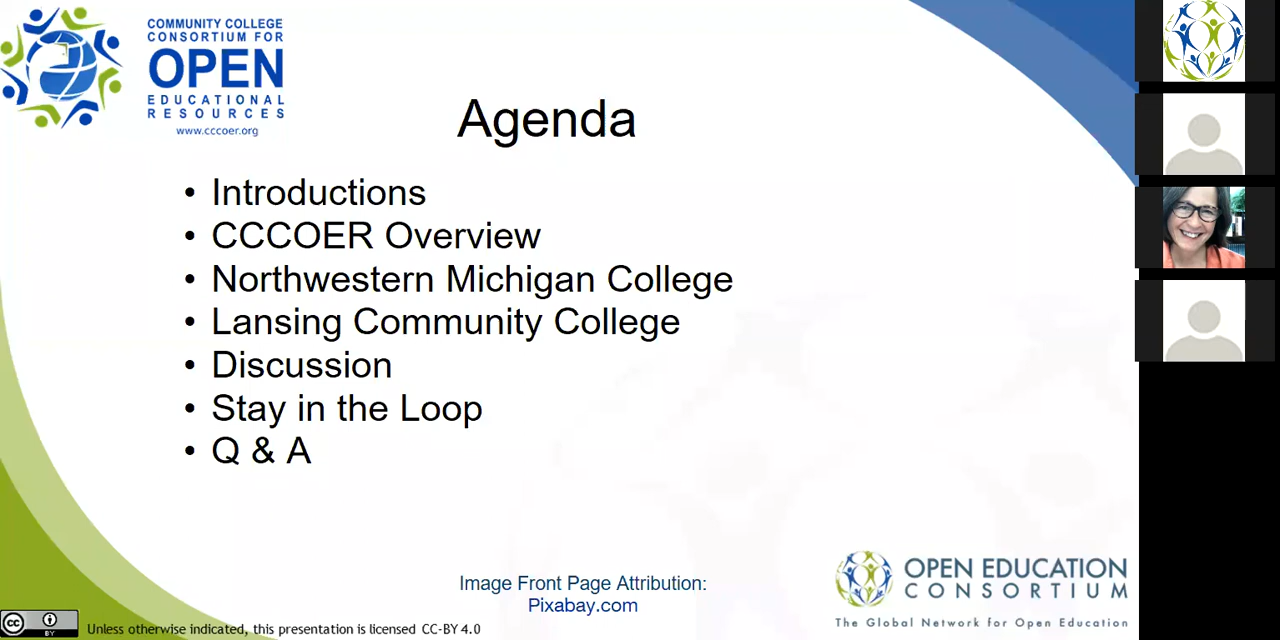 COMMUNITY COLLEGE
CONSORTIUM FOR
OPEN
EDUCATIONAL
RESOURCES
www.cccoer.org
Agenda
• Introductions
• CCCOER Overview
• Northwestern Michigan College
• Lansing Community College
• Discussion
• Stay in the Loop
• Q & A
Image Front Page Attribution:
Pixabay.com
OPEN EDUCATION
CONSORTIUM
The Global Network for Open Education
cc BY
Unless otherwise indicated, this presentation is licensed CC-BY 4.0